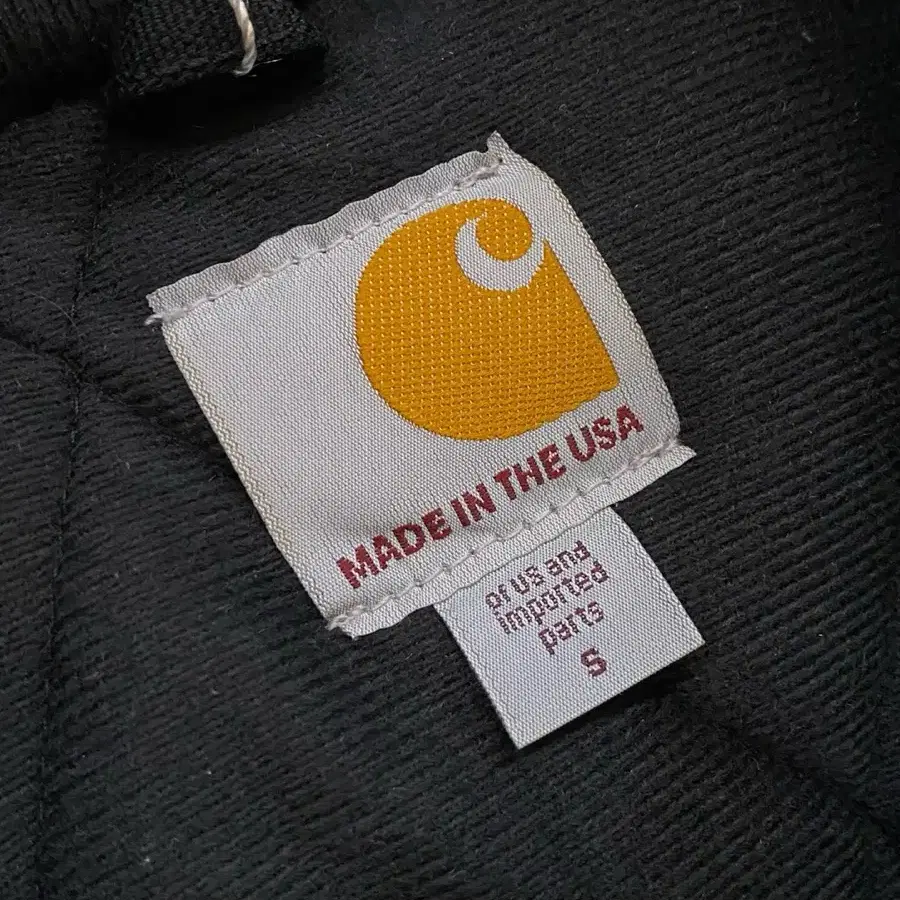 MADE IN THE USA
of US and
imported
parts
S